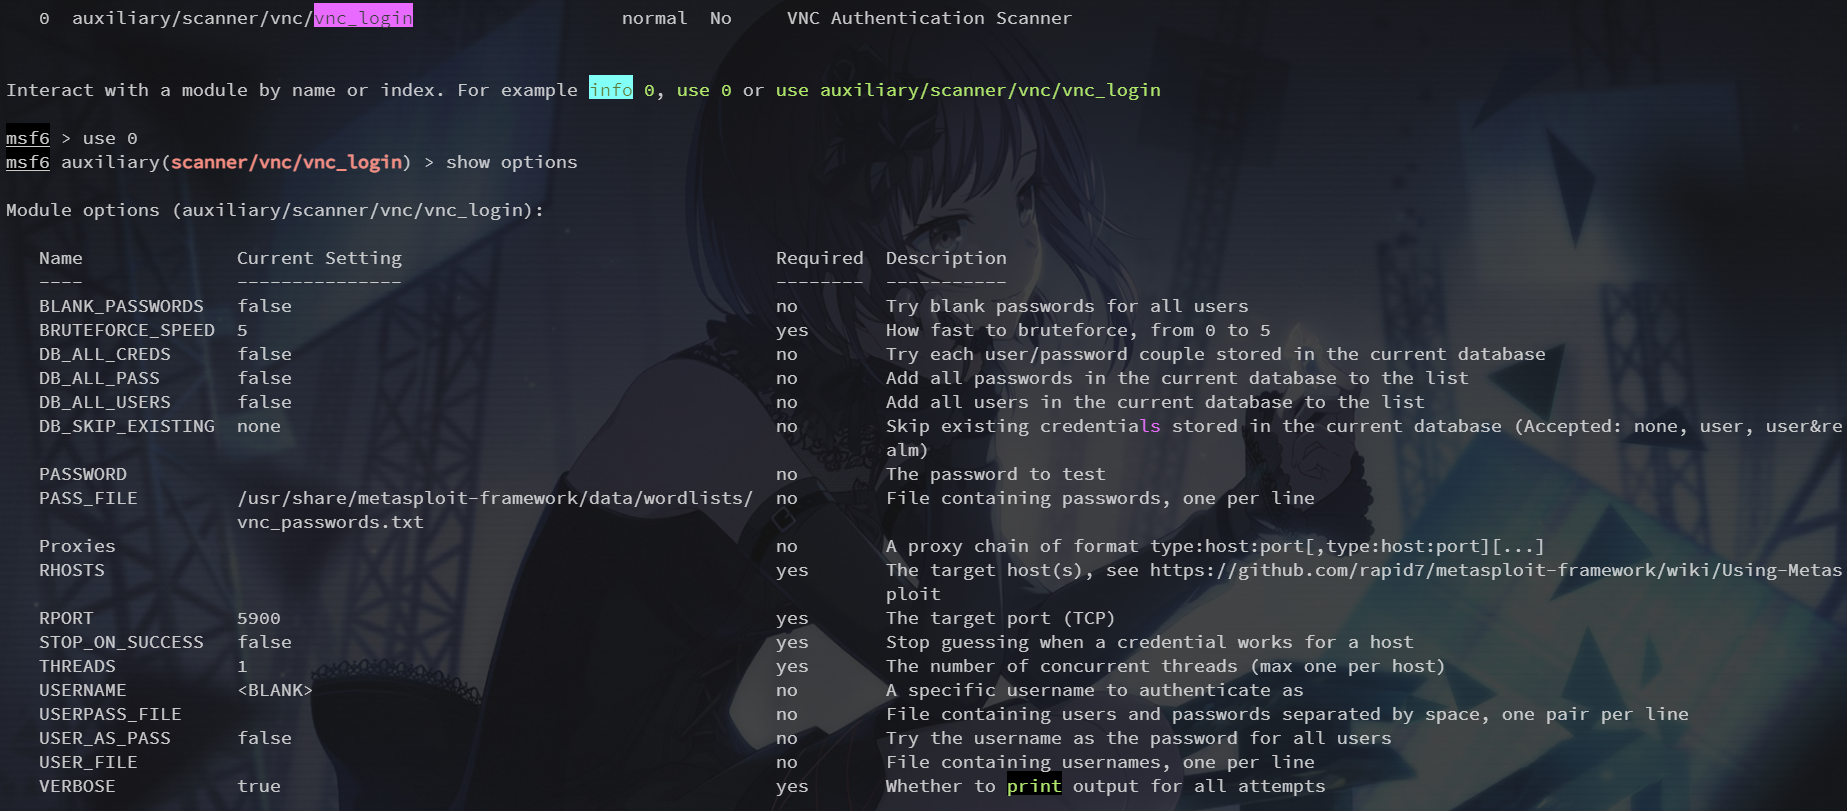 0  auxiliary/scanner/vnc/vnc_login                   normal  No     VNC Authentication Scanner
Interact with a module by name or index. For example info 0, use 0 or use auxiliary/scanner/vnc/vnc_login
msf6 > use 0
msf6 auxiliary(scanner/vnc/vnc_login) > show options
Module options (auxiliary/scanner/vnc/vnc_login):
Name              Current Setting                                  Required  Description
----              ---------------                                  --------  -----------
BLANK_PASSWORDS   false                                            no        Try blank passwords for all users
BRUTEFORCE_SPEED  5                                                yes       How fast to bruteforce, from 0 to 5
DB_ALL_CREDS      false                                            no        Try each user/password couple stored in the current database
DB_ALL_PASS       false                                            no        Add all passwords in the current database to the list
DB_ALL_USERS      false                                            no        Add all users in the current database to the list
DB_SKIP_EXISTING  none                                             no        Skip existing credentials stored in the current database (Accepted: none, user, user&re
alm)
PASSWORD                                                           no        The password to test
PASS_FILE         /usr/share/metasploit-framework/data/wordlists/  no        File containing passwords, one per line
vnc_passwords.txt
Proxies                                                            no        A proxy chain of format type:host:port[,type:host:port][...]
RHOSTS                                                             yes       The target host(s), see https://github.com/rapid7/metasploit-framework/wiki/Using-Metas
ploit
RPORT             5900                                             yes       The target port (TCP)
STOP_ON_SUCCESS   false                                            yes       Stop guessing when a credential works for a host
THREADS           1                                                yes       The number of concurrent threads (max one per host)
USERNAME          <BLANK>                                          no        A specific username to authenticate as
USERPASS_FILE                                                      no        File containing users and passwords separated by space, one pair per line
USER_AS_PASS      false                                            no        Try the username as the password for all users
USER_FILE                                                          no        File containing usernames, one per line
VERBOSE           true                                             yes       Whether to print output for all attempts